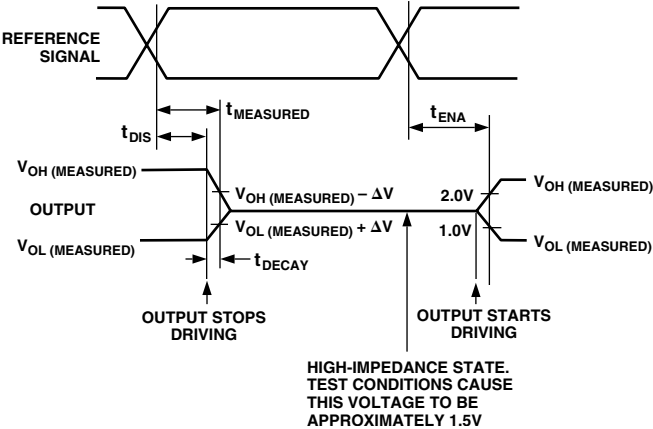 REFERENCE
SIGNAL
tMEASURED
tDIS
tENA
VOH (MEASURED)
VOH (MEASURED) – ΔV
2.0V
VOH (MEASURED)
OUTPUT
VOL (MEASURED) + ΔV
1.0V
VOL (MEASURED)
VOL (MEASURED)
tDECAY
OUTPUT STOPS
DRIVING
OUTPUT STARTS
DRIVING
HIGH-IMPEDANCE STATE.
TEST CONDITIONS CAUSE
THIS VOLTAGE TO BE
APPROXIMATELY 1.5V